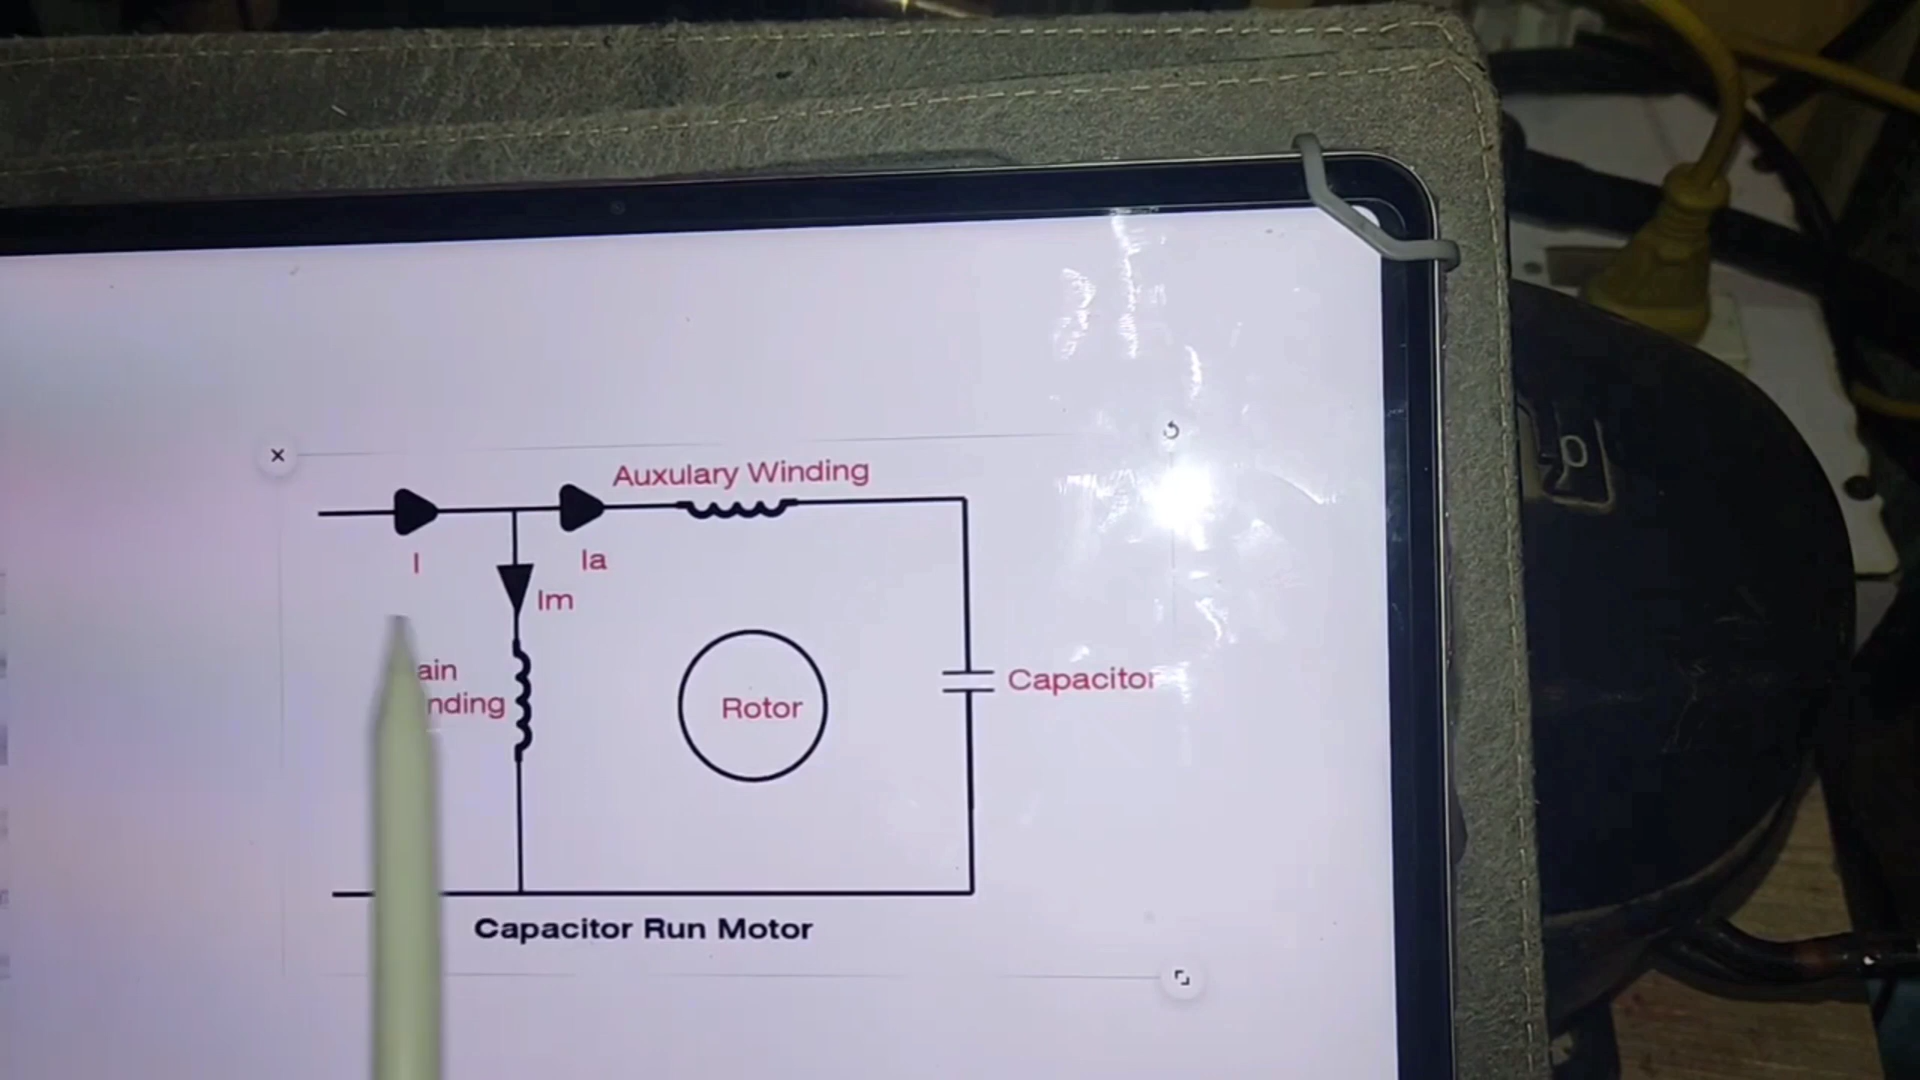 Auxulary Winding
I
Ia
Im
ain
nding
Rotor
Capacitor
Capacitor Run Motor